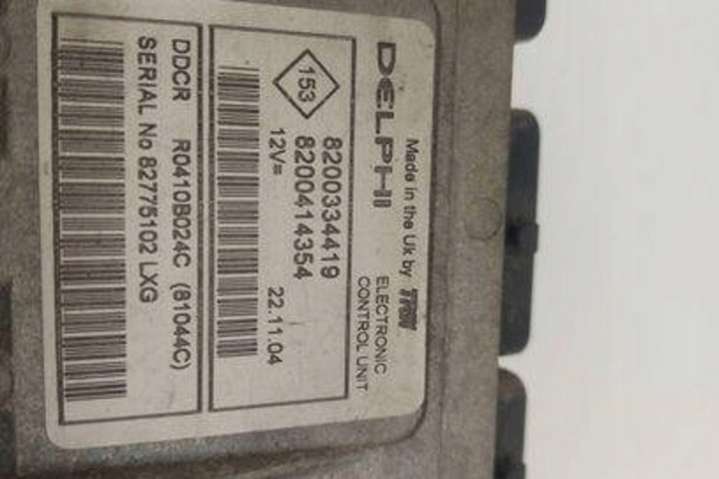 Made in the Uk by TRW
DELPHI
ELECTRONIC
CONTROL UNIT
153
8200334419
8200414354
12V=
22.11.04
DDCR R0410B024C (81044C)
SERIAL No 82775102 LXG